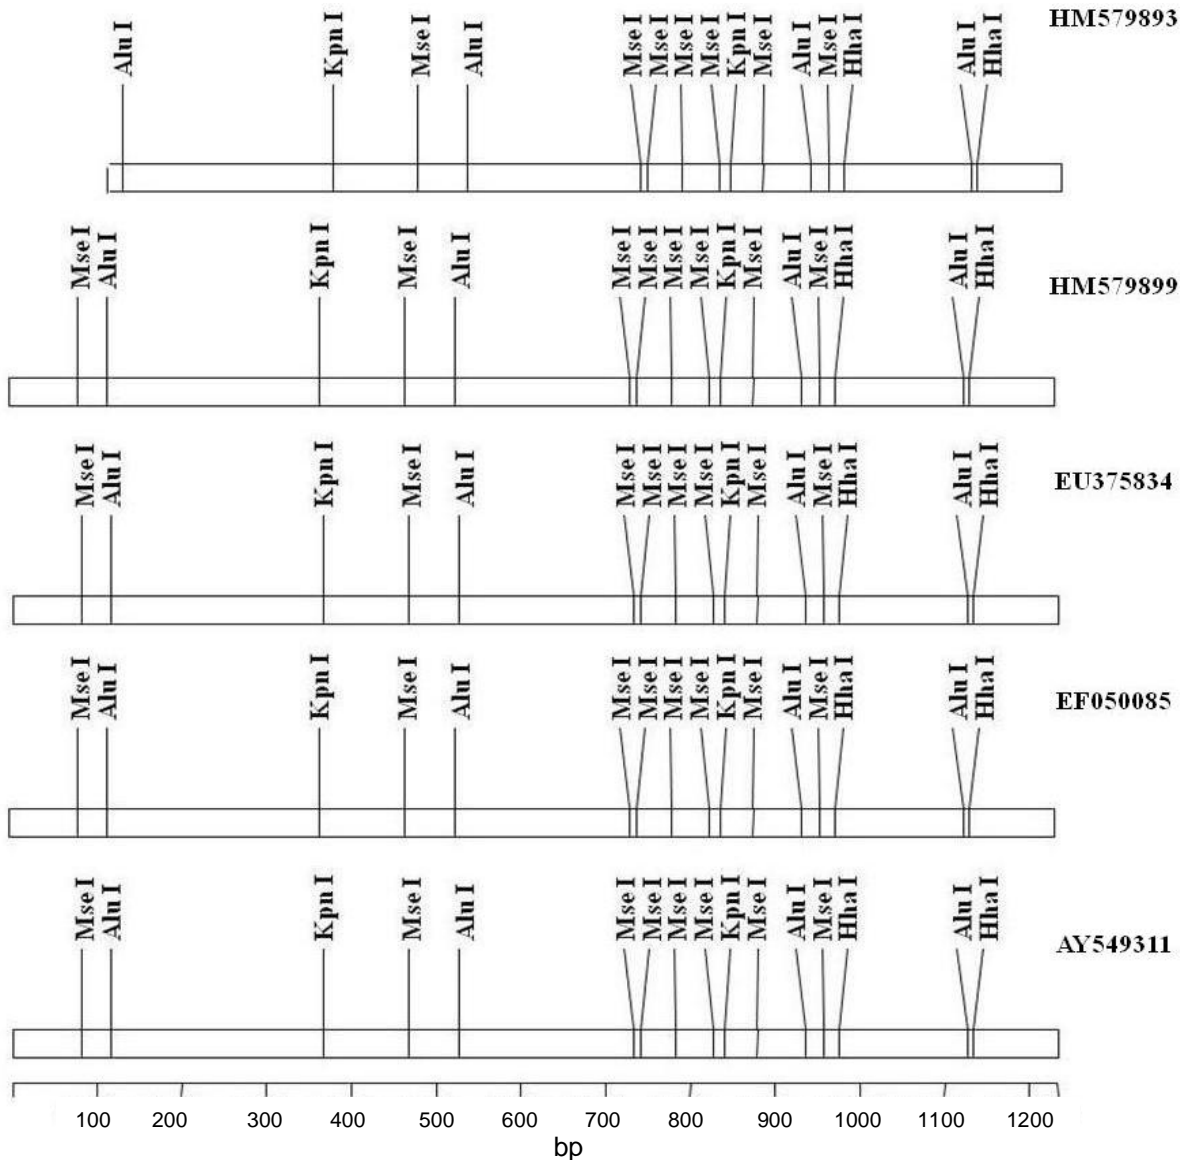 Alu I Kpn I Mse I Alu I Mse I Mse I Mse I Mse I Kpn I Mse I Alu I Mse I Hha I Alu I Hha I HM579893
Mse I Alu I Kpn I Mse I Alu I Mse I Mse I Mse I Mse I Kpn I Mse I Alu I Mse I Hha I Alu I Hha I HM579899
Mse I Alu I Kpn I Mse I Alu I Mse I Mse I Mse I Mse I Kpn I Mse I Alu I Mse I Hha I Alu I Hha I EU375834
Mse I Alu I Kpn I Mse I Alu I Mse I Mse I Mse I Mse I Kpn I Mse I Alu I Mse I Hha I Alu I Hha I EF050085
Mse I Alu I Kpn I Mse I Alu I Mse I Mse I Mse I Mse I Kpn I Mse I Alu I Mse I Hha I Alu I Hha I AY549311
100 200 300 400 500 600 700 800 900 1000 1100 1200
bp